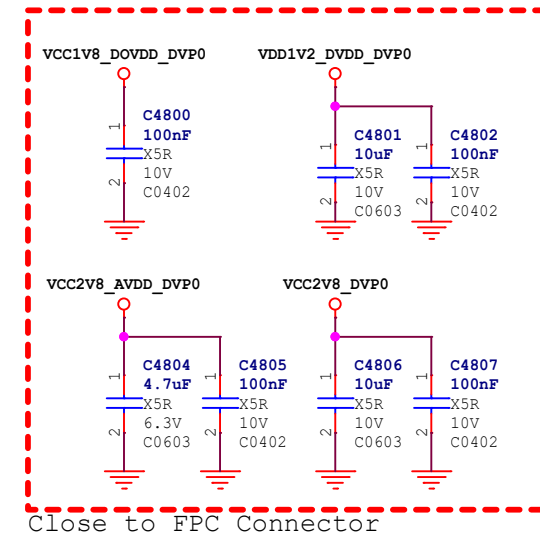 VCC1V8_DOVDD_DVP0
VDD1V2_DVDD_DVP0
1
C4800
100nF
X5R
10V
C0402
2
1
C4801
10uF
X5R
10V
C0603
2
C4802
100nF
X5R
10V
C0402
1
2
VCC2V8_AVDD_DVP0
VCC2V8_DVP0
1
C4804
4.7uF
X5R
6.3V
C0603
2
1
C4805
100nF
X5R
10V
C0402
2
1
C4806
10uF
X5R
10V
C0603
2
1
C4807
100nF
X5R
10V
C0402
2
Close to FPC Connector